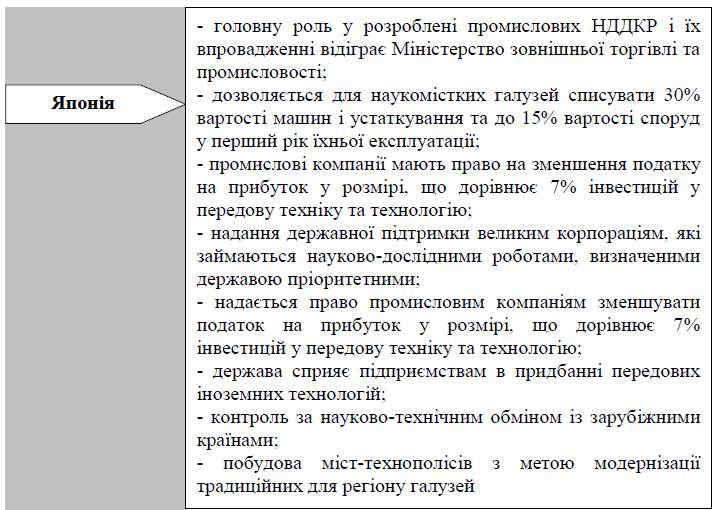 Японія
- головну роль у розроблені промислових НДДКР і їх
впровадженні відіграє Міністерство зовнішньої торгівлі та
промисловості;
- дозволяється для наукомістких галузей списувати 30%
вартості машин і устаткування та до 15% вартості споруд
у перший рік їхньої експлуатації;
- промислові компанії мають право на зменшення податку
на прибуток у розмірі, що дорівнює 7% інвестицій у
передову техніку та технологію;
- надання державної підтримки великим корпораціям, які
займаються науково-дослідними роботами, визначеними
державою пріоритетними;
- надається право промисловим компаніям зменшувати
податок на прибуток у розмірі, що дорівнює 7%
інвестицій у передову техніку та технологію;
- держава сприяє підприємствам в придбанні передових
іноземних технологій;
- контроль за науково-технічним обміном із зарубіжними
країнами;
- побудова міст-технополісів з метою модернізації
традиційних для регіону галузей